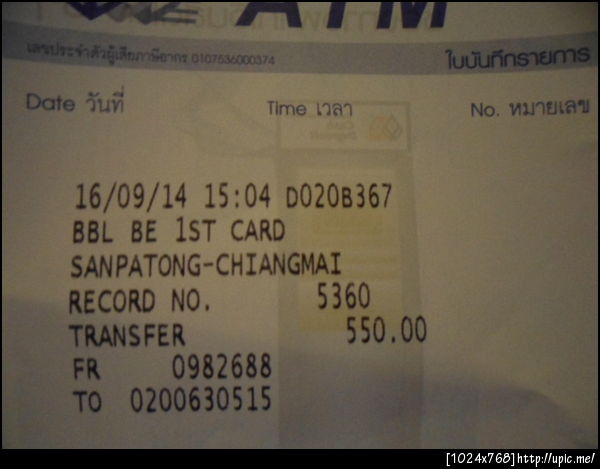 ATM
เลขประจำตัวผู้เสียภาษีอากร 0107536000374
ใบบันทึกรายการ
Date วันที่ Time เวลา No. หมายเลข
16/09/14 15:04 D020B367
BBL BE 1ST CARD
SANPATONG-CHIANGMAI
RECORD NO. 5360
TRANSFER 550.00
FR 0982688
TO 0200630515
[1024x768]http://upic.me/